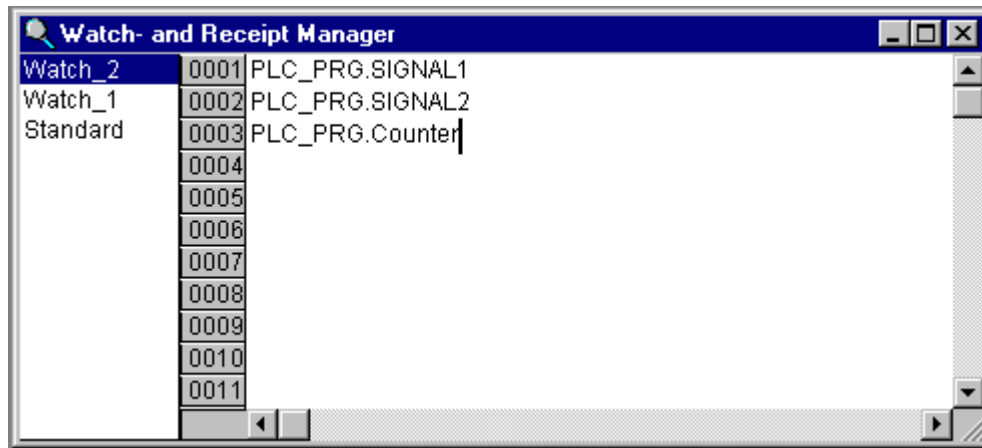 Watch- and Receipt Manager
Watch_2
Watch_1
Standard
0001 PLC_PRG.SIGNAL1
0002 PLC_PRG.SIGNAL2
0003 PLC_PRG.Counter
0004
0005
0006
0007
0008
0009
0010
0011